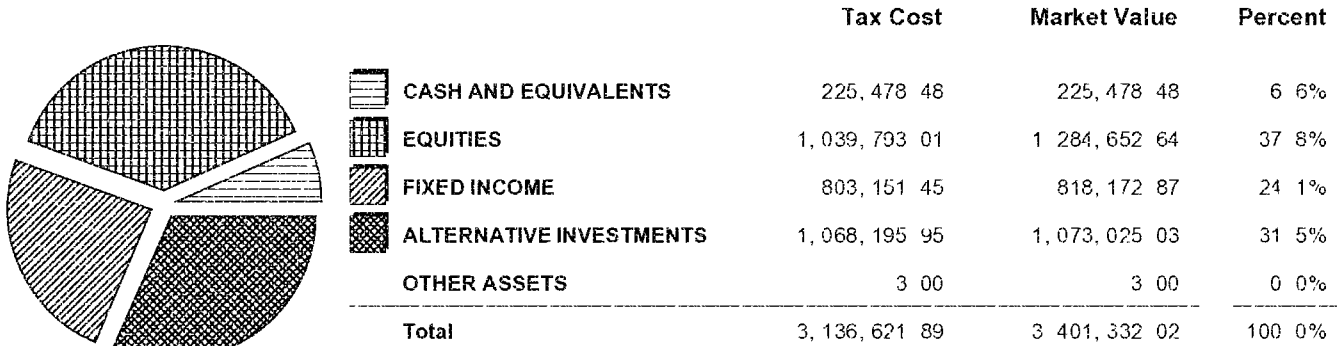 Tax Cost Market Value Percent
CASH AND EQUIVALENTS 225, 478 48 225, 478 48 6 6%
EQUITIES 1, 039, 793 01 1 284, 652 64 37 8%
FIXED INCOME 803, 151 45 818, 172 87 24 1%
ALTERNATIVE INVESTMENTS 1, 068, 195 95 1, 073, 025 03 31 5%
OTHER ASSETS 3 00 3 00 0 0%
Total 3, 136, 621 89 3 401, 332 02 100 0%